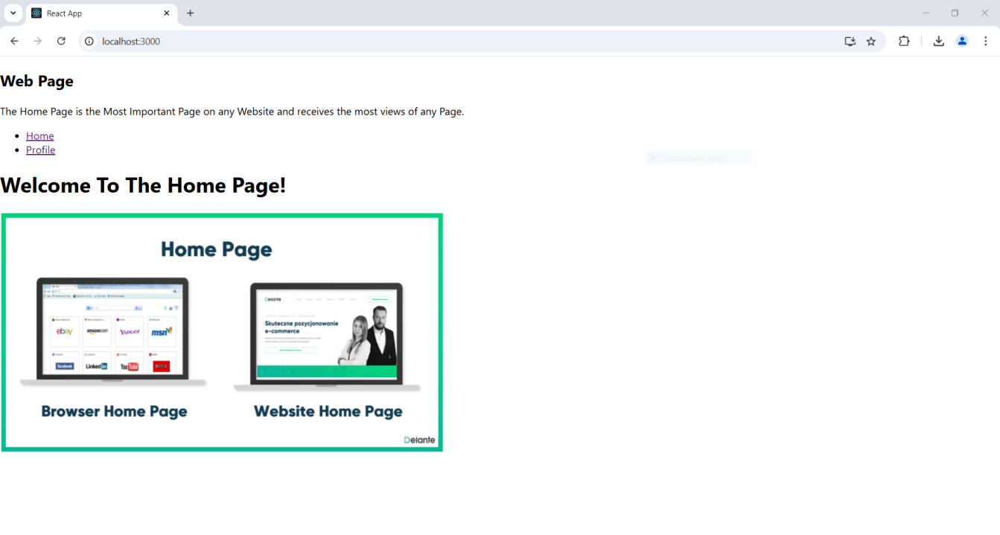 React App
localhost:3000
Web Page
The Home Page is the Most Important Page on any Website and receives the most views of any Page.
Home
Profile
Rectangular Snip
Welcome To The Home Page!
Home Page
ebay
amazon.com
YAHOO!
msn
facebook
LinkedIn
YouTube
NETFLIX
Delante
Skuteczne pozycjonowanie
e-commerce
Browser Home Page
Website Home Page
Delante